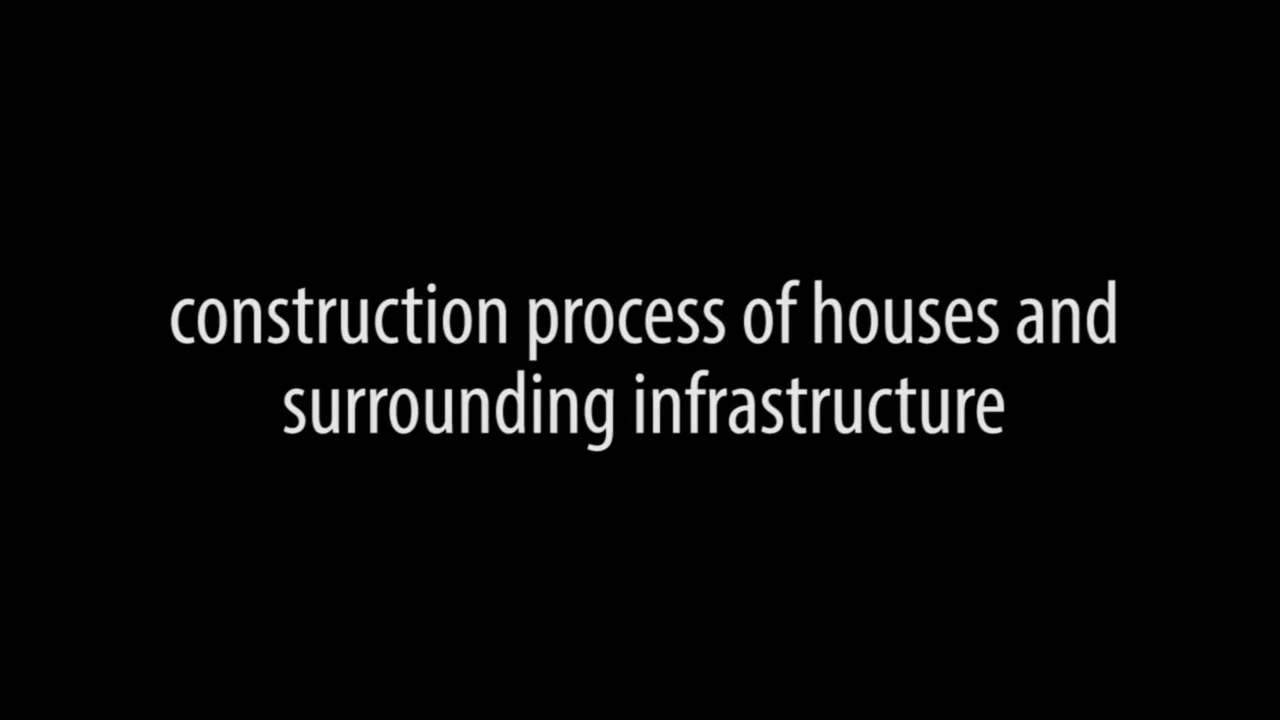 construction process of houses and
surrounding infrastructure